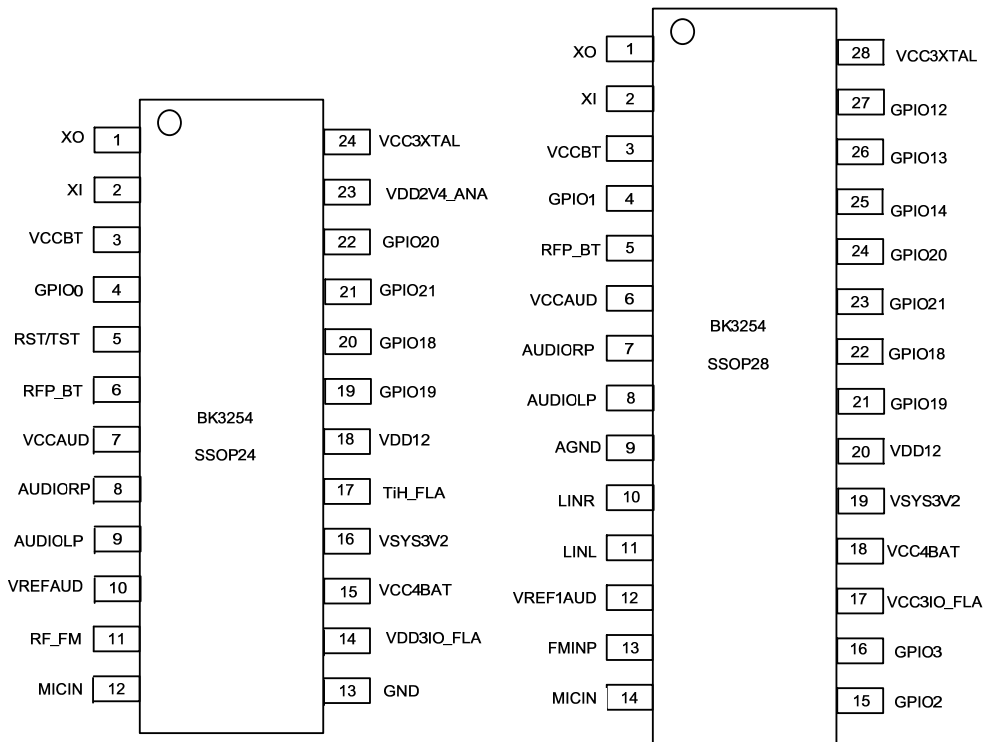 XO 1
XI 2
VCCBT 3
GPIO0 4
RST/TST 5
RFP_BT 6
VCCAUD 7
AUDIORP 8
AUDIOLP 9
VREFAUD 10
RF_FM 11
MICIN 12
BK3254
SSOP24
24 VCC3XTAL
23 VDD2V4_ANA
22 GPIO20
21 GPIO21
20 GPIO18
19 GPIO19
18 VDD12
17 TiH_FLA
16 VSYS3V2
15 VCC4BAT
14 VDD3IO_FLA
13 GND
XO 1
XI 2
VCCBT 3
GPIO1 4
RFP_BT 5
VCCAUD 6
AUDIORP 7
AUDIOLP 8
AGND 9
LINR 10
LINL 11
VREF1AUD 12
FMINP 13
MICIN 14
BK3254
SSOP28
28 VCC3XTAL
27 GPIO12
26 GPIO13
25 GPIO14
24 GPIO20
23 GPIO21
22 GPIO18
21 GPIO19
20 VDD12
19 VSYS3V2
18 VCC4BAT
17 VCC3IO_FLA
16 GPIO3
15 GPIO2